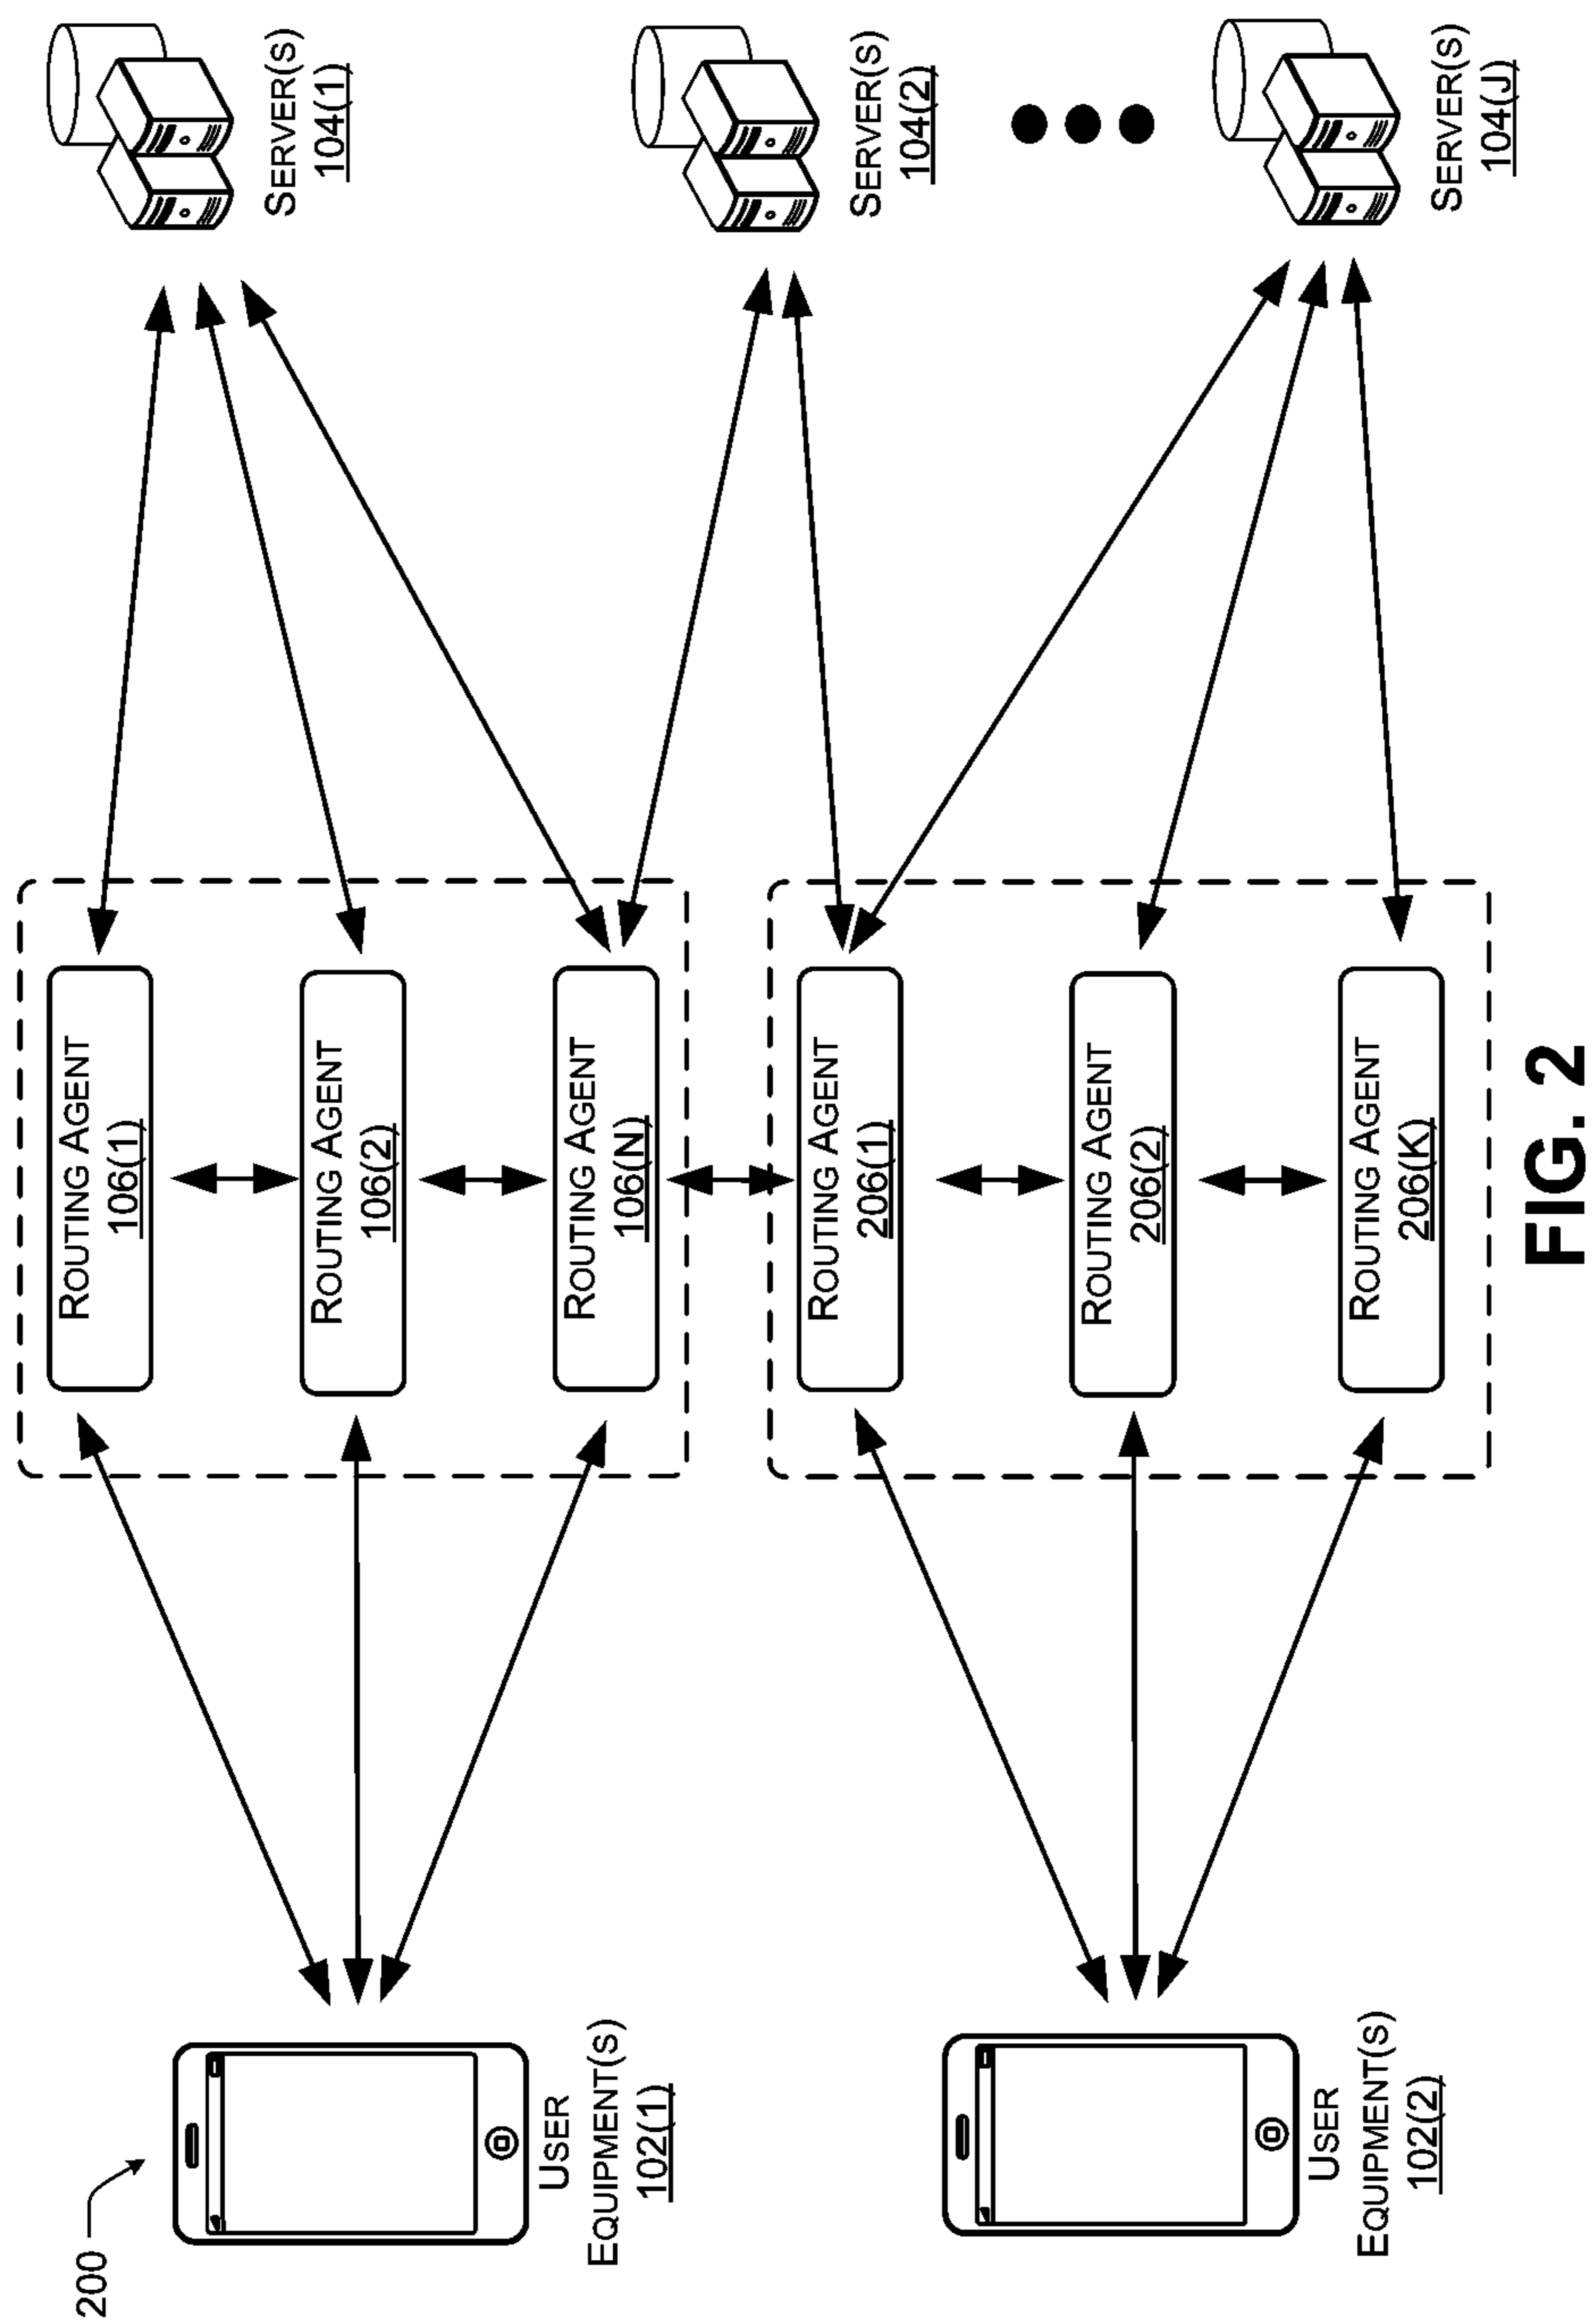 200
USER
EQUIPMENT(S)
102(1)
USER
EQUIPMENT(S)
102(2)
ROUTING AGENT
106(1)
ROUTING AGENT
106(2)
ROUTING AGENT
106(N)
ROUTING AGENT
206(1)
ROUTING AGENT
206(2)
ROUTING AGENT
206(K)
SERVER(S)
104(1)
SERVER(S)
104(2)
SERVER(S)
104(J)
FIG. 2